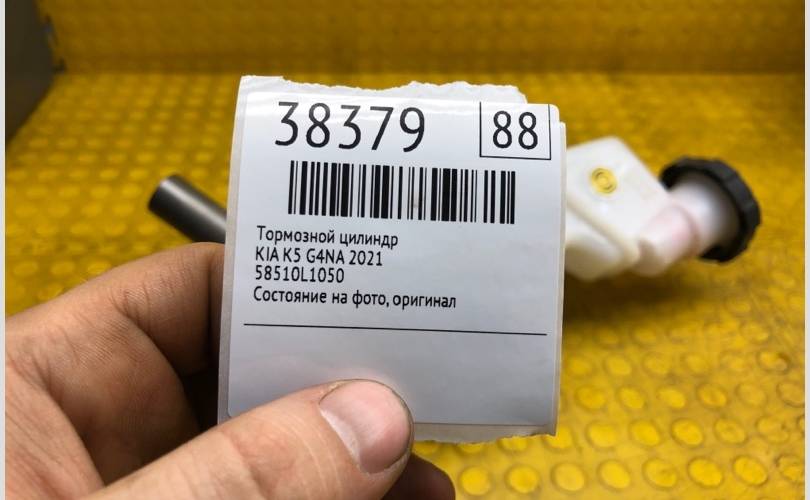 38379 88
Тормозной цилиндр
KIA K5 G4NA 2021
58510L1050
Состояние на фото, оригинал